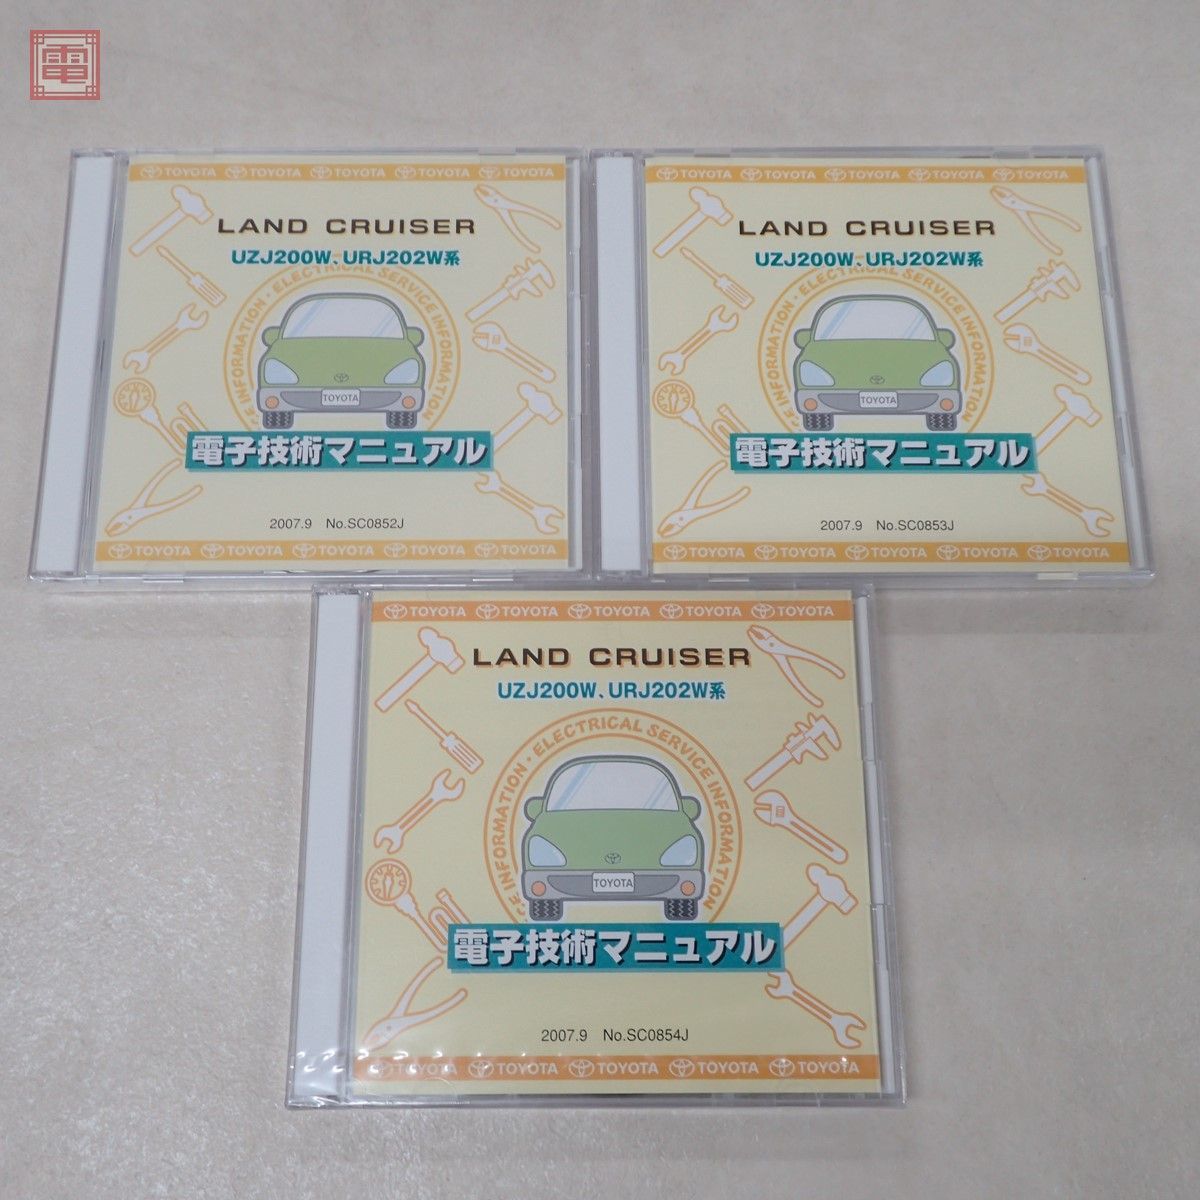 電
TOYOTA TOYOTA TOYOTA TOYOTA TOYOTA
LAND CRUISER
UZJ200W、URJ202W系
INFORMATION・ELECTRICAL SERVICE INFORMATION
TOYOTA
電子技術マニュアル
2007.9 No.SC0852J
TOYOTA TOYOTA TOYOTA TOYOTA TOYOTA
TOYOTA TOYOTA TOYOTA TOYOTA TOYOTA
LAND CRUISER
UZJ200W、URJ202W系
CE INFORMATION・ELECTRICAL SERVICE INFORMATION
TOYOTA
電子技術マニュアル
2007.9 No.SC0853J
TOYOTA TOYOTA TOYOTA TOYOTA TOYOTA
TOYOTA TOYOTA TOYOTA TOYOTA TOYOTA
LAND CRUISER
UZJ200W、URJ202W系
CE INFORMATION・ELECTRICAL SERVICE INFORMATION
TOYOTA
電子技術マニュアル
2007.9 No.SC0854J
TOYOTA TOYOTA TOYOTA TOYOTA TOYOTA